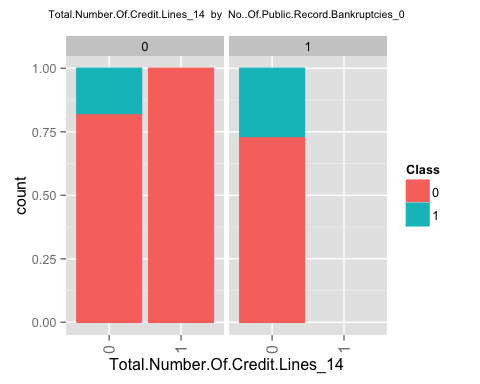 Total.Number.Of.Credit.Lines_14 by No..Of.Public.Record.Bankruptcies_0
0 1
1.00
0.75
0.50
0.25
0.00
count
0 1 0 1
Total.Number.Of.Credit.Lines_14
Class
0
1